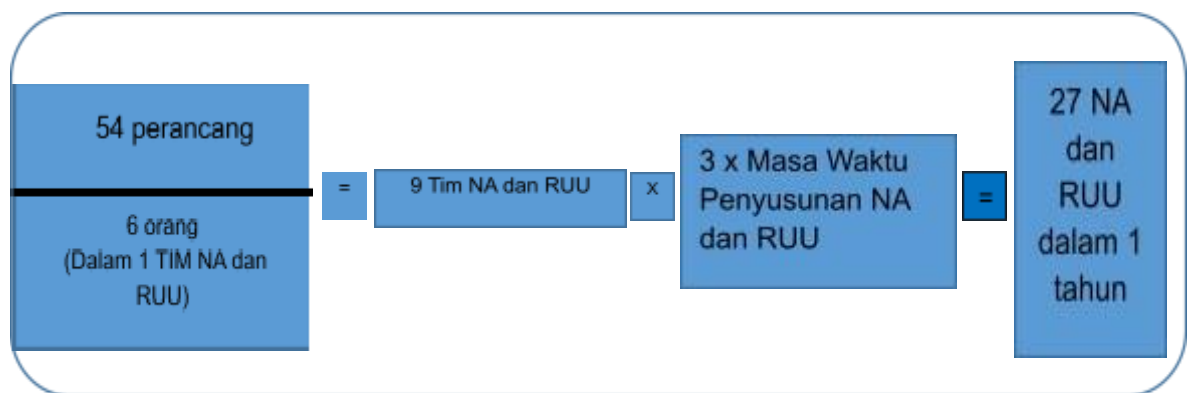 54 perancang
6 orang
(Dalam 1 TIM NA dan
RUU)
=
9 Tim NA dan RUU
x
3 x Masa Waktu
Penyusunan NA
dan RUU
=
27 NA
dan
RUU
dalam 1
tahun